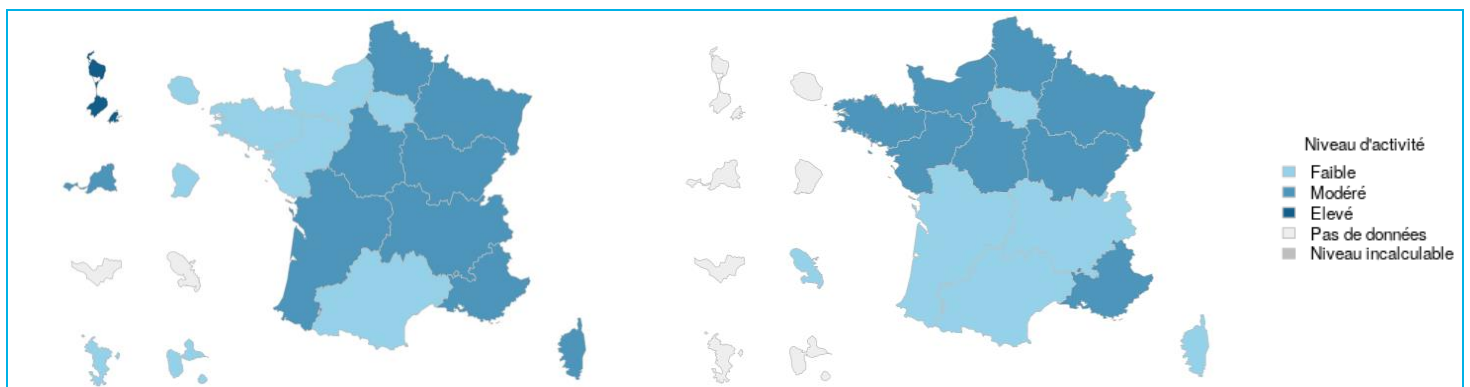 Niveau d'activité
Faible
Modéré
Elevé
Pas de données
Niveau incalculable